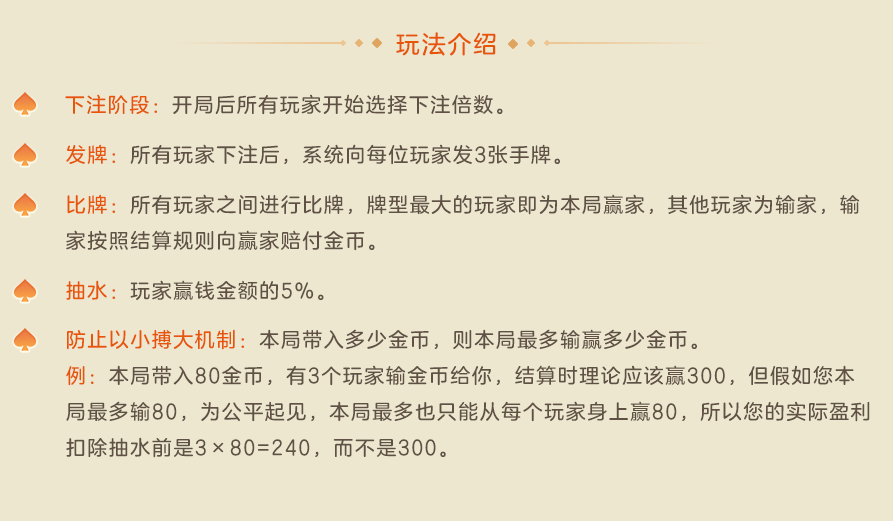 玩法介绍
下注阶段：开局后所有玩家开始选择下注倍数。
发牌：所有玩家下注后，系统向每位玩家发3张手牌。
比牌：所有玩家之间进行比牌，牌型最大的玩家即为本局赢家，其他玩家为输家，输
家按照结算规则向赢家赔付金币。
抽水：玩家赢钱金额的5%。
防止以小搏大机制：本局带入多少金币，则本局最多输赢多少金币。
例：本局带入80金币，有3个玩家输金币给你，结算时理论应该赢300，但假如您本
局最多输80，为公平起见，本局最多也只能从每个玩家身上赢80，所以您的实际盈利
扣除抽水前是3×80=240，而不是300。